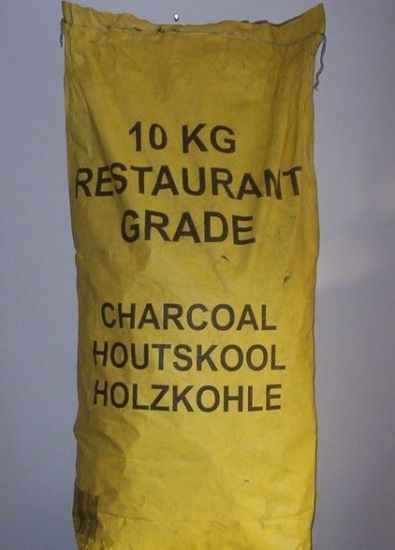 10 KG
RESTAURANT
GRADE
CHARCOAL
HOUTSKOOL
HOLZKOHLE